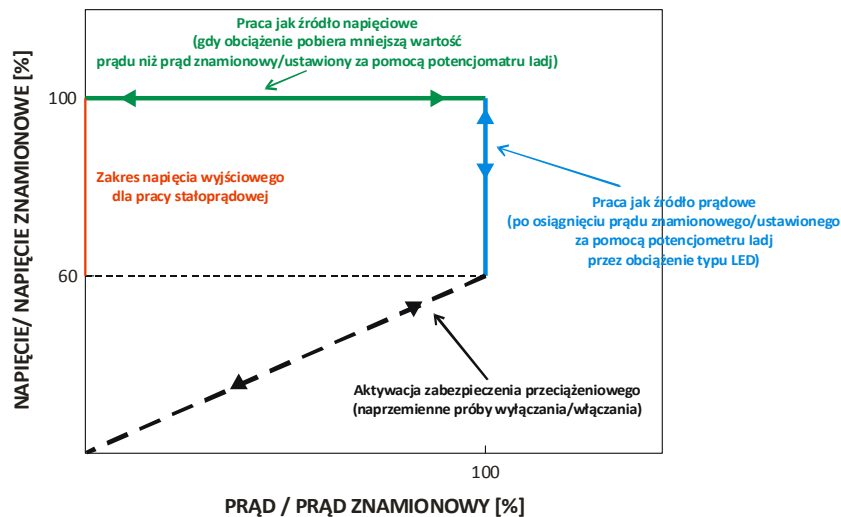 Praca jak źródło napięciowe
(gdy obciążenie pobiera mniejszą wartość
prądu niż prąd znamionowy/ustawiony za pomocą potencjomatru Iadj)
100
Zakres napięcia wyjściowego
dla pracy stałoprądowej
Praca jak źródło prądowe
(po osiągnięciu prądu znamionowego/ustawionego
za pomocą potencjometru Iadj
przez obciążenie typu LED)
60
Aktywacja zabezpieczenia przeciążeniowego
(naprzemienne próby wyłączania/włączania)
100
NAPIĘCIE/ NAPIĘCIE ZNAMIONOWE [%]
PRĄD / PRĄD ZNAMIONOWY [%]